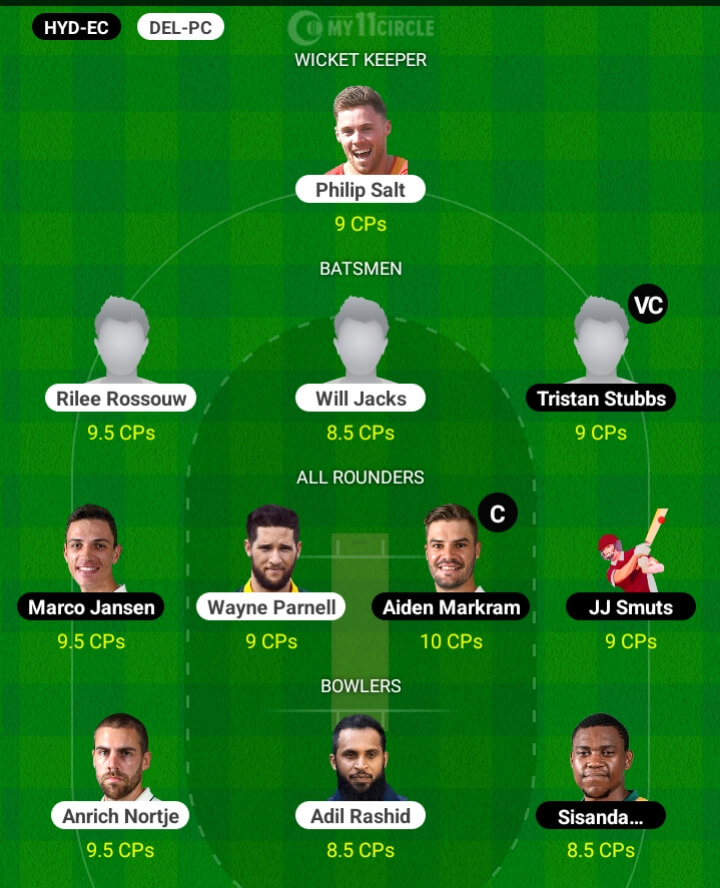 HYD-EC DEL-PC MY11CIRCLE
WICKET KEEPER
Philip Salt
9 CPs
BATSMEN
VC
Rilee Rossouw Will Jacks Tristan Stubbs
9.5 CPs 8.5 CPs 9 CPs
ALL ROUNDERS
C
Marco Jansen Wayne Parnell Aiden Markram JJ Smuts
9.5 CPs 9 CPs 10 CPs 9 CPs
BOWLERS
Anrich Nortje Adil Rashid Sisanda...
9.5 CPs 8.5 CPs 8.5 CPs